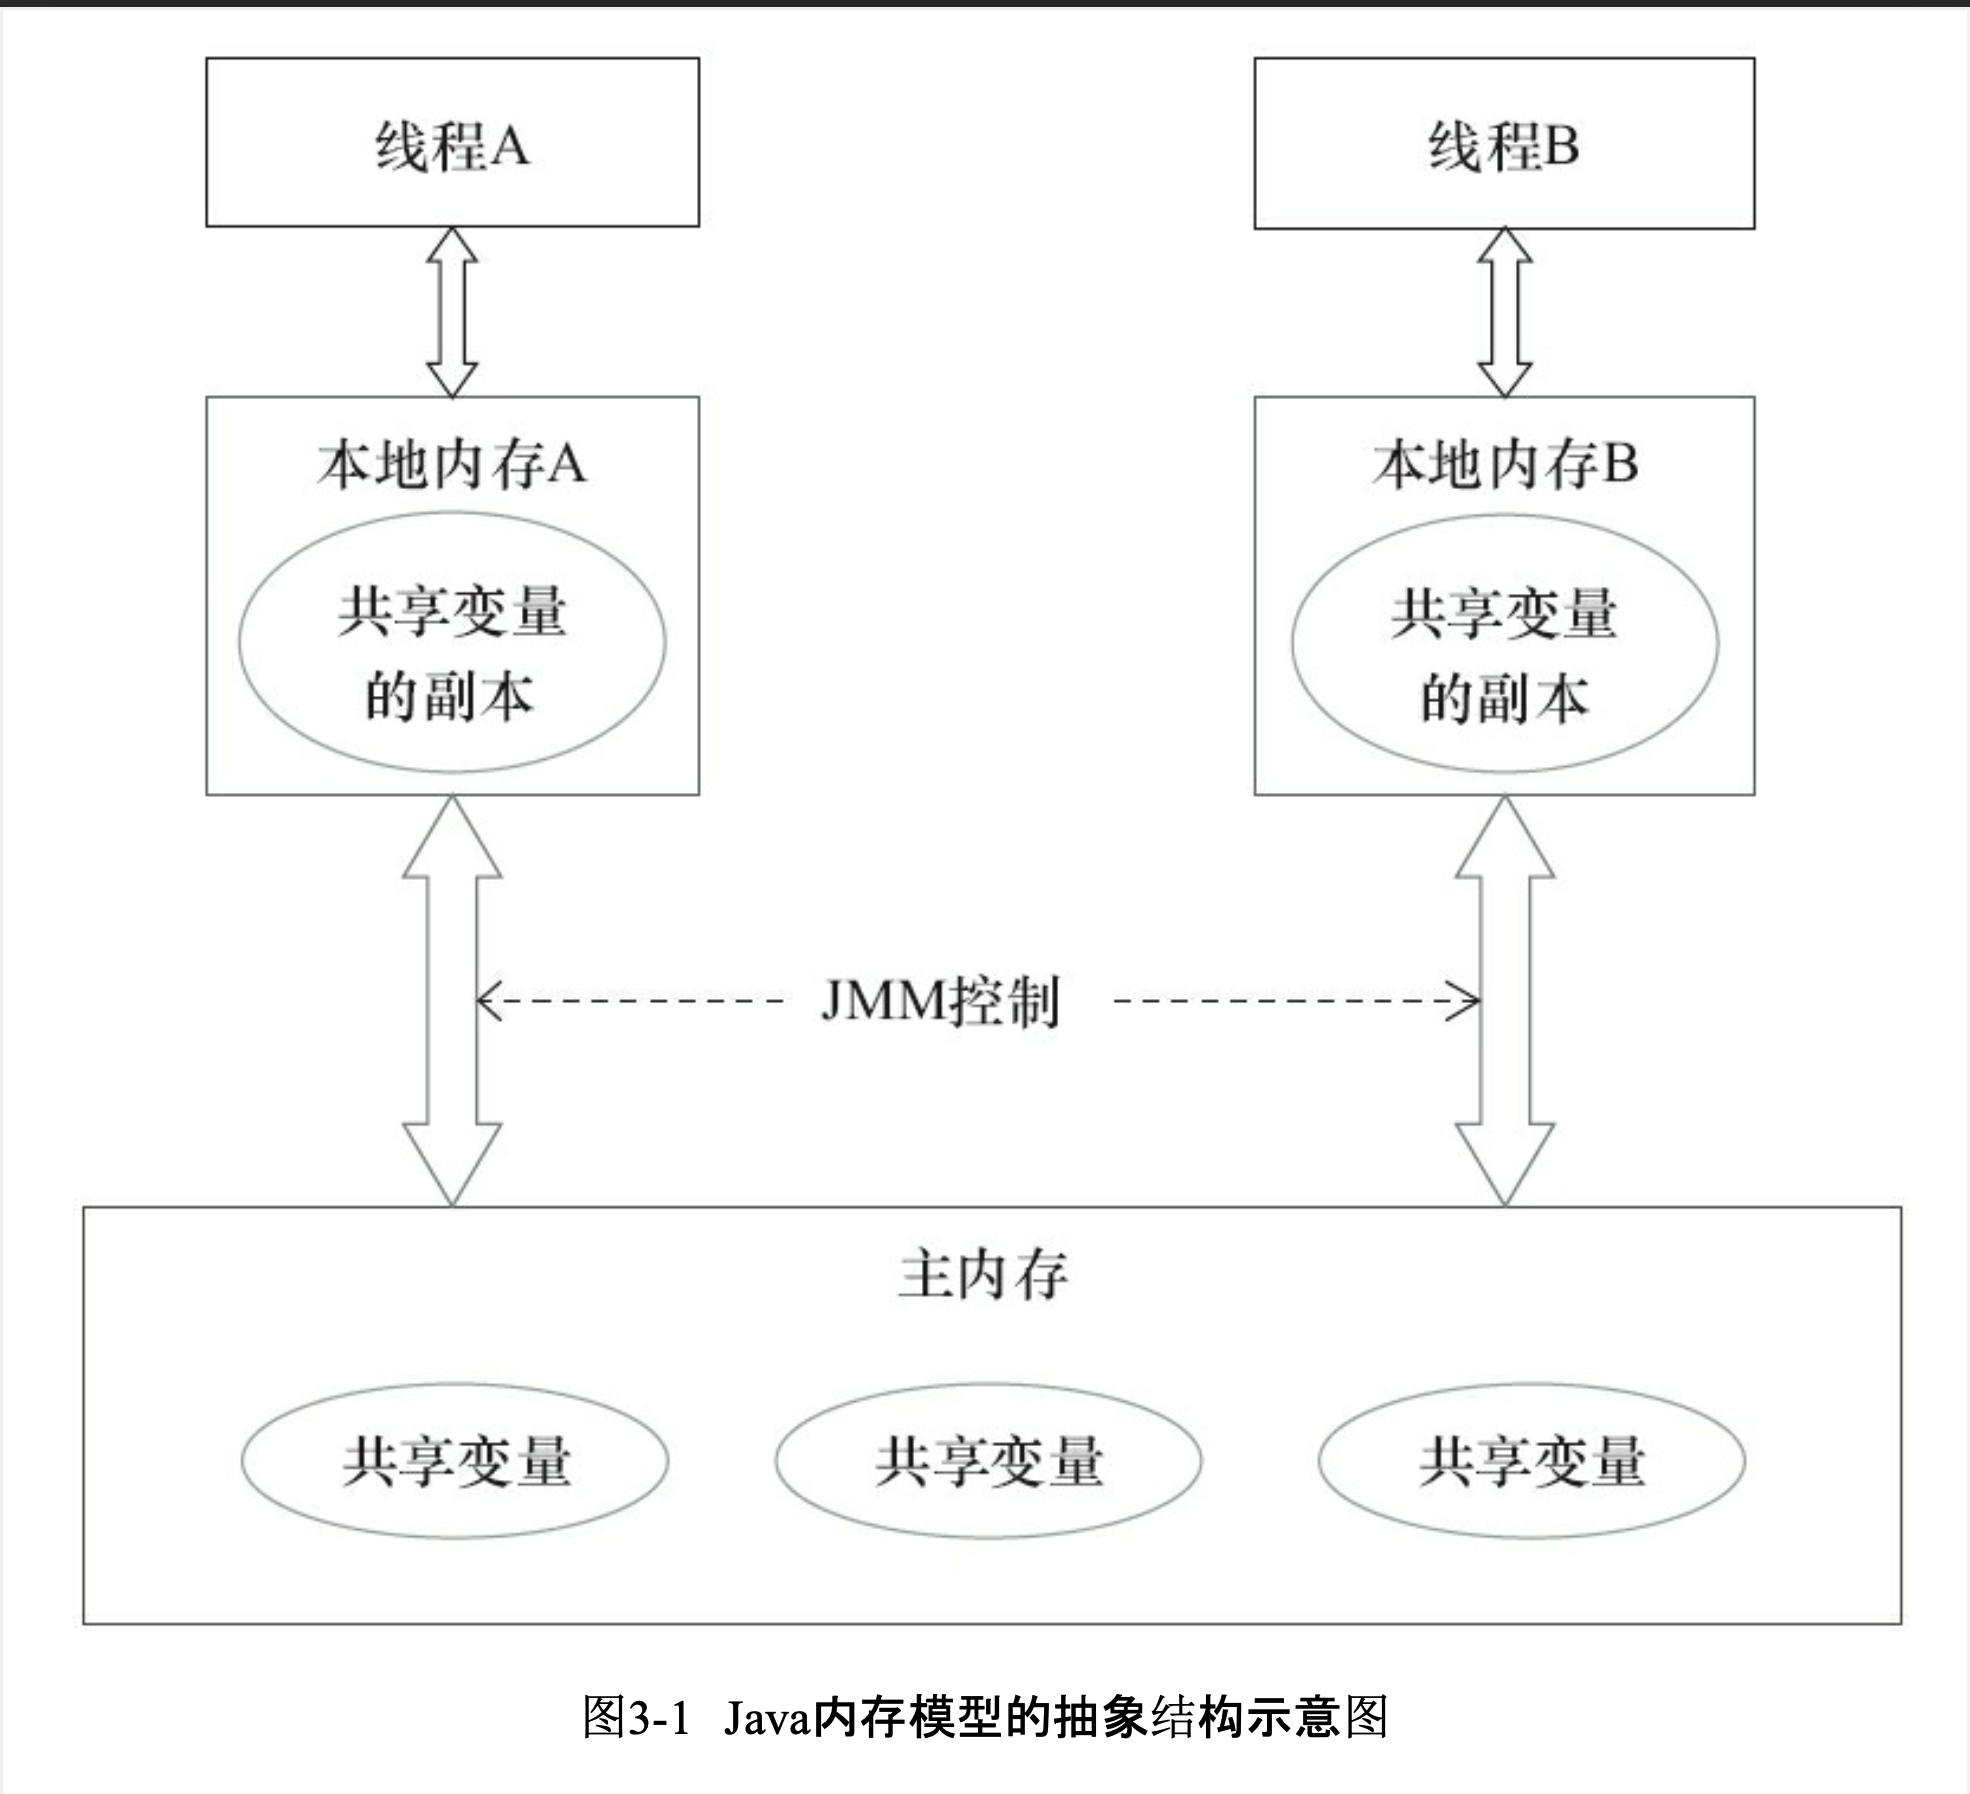 线程A
线程B
本地内存A
共享变量
的副本
本地内存B
共享变量
的副本
JMM控制
主内存
共享变量
共享变量
共享变量
图3-1 Java内存模型的抽象结构示意图